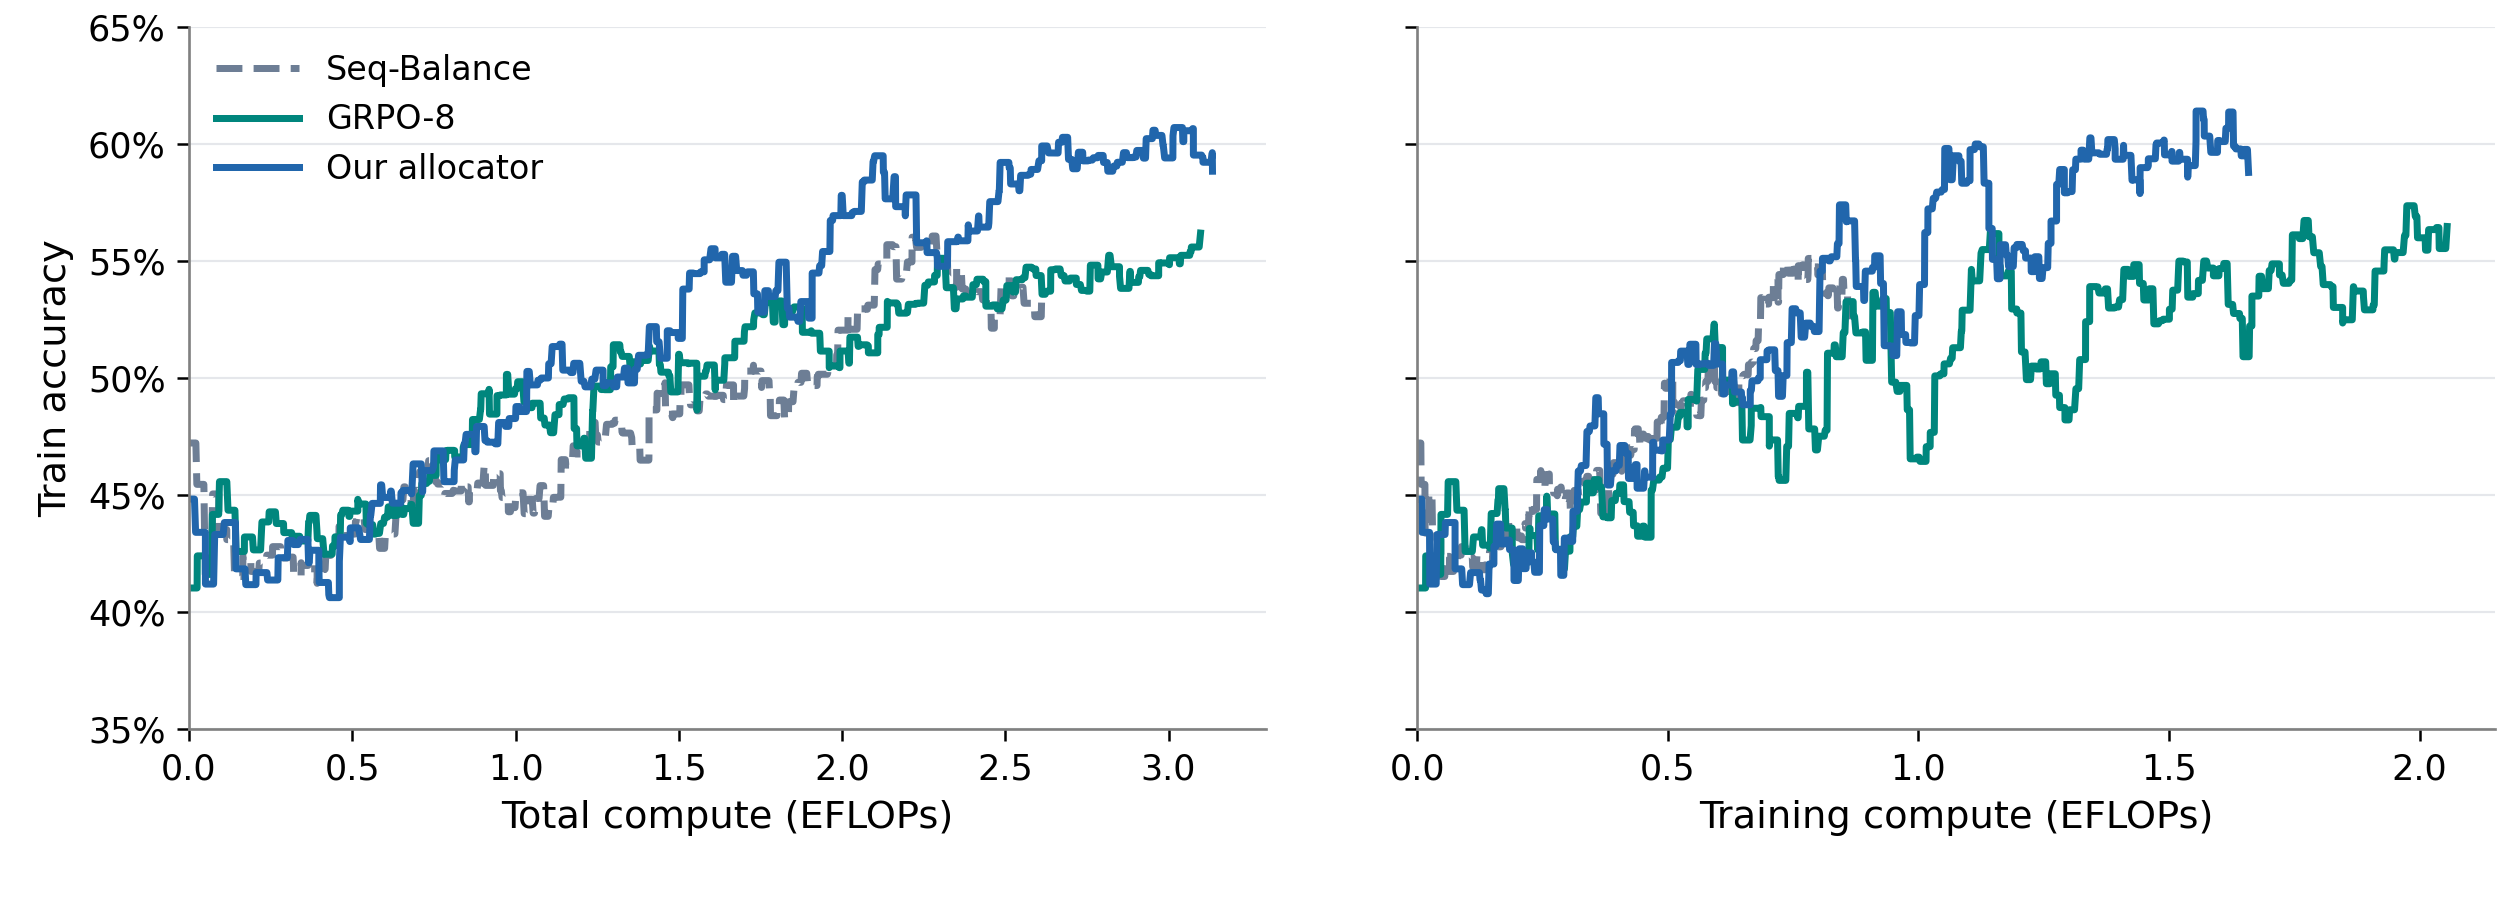 65%
60%
55%
50%
45%
40%
35%
Train accuracy
Seq-Balance
GRPO-8
Our allocator
0.0 0.5 1.0 1.5 2.0 2.5 3.0
Total compute (EFLOPs)
0.0 0.5 1.0 1.5 2.0
Training compute (EFLOPs)